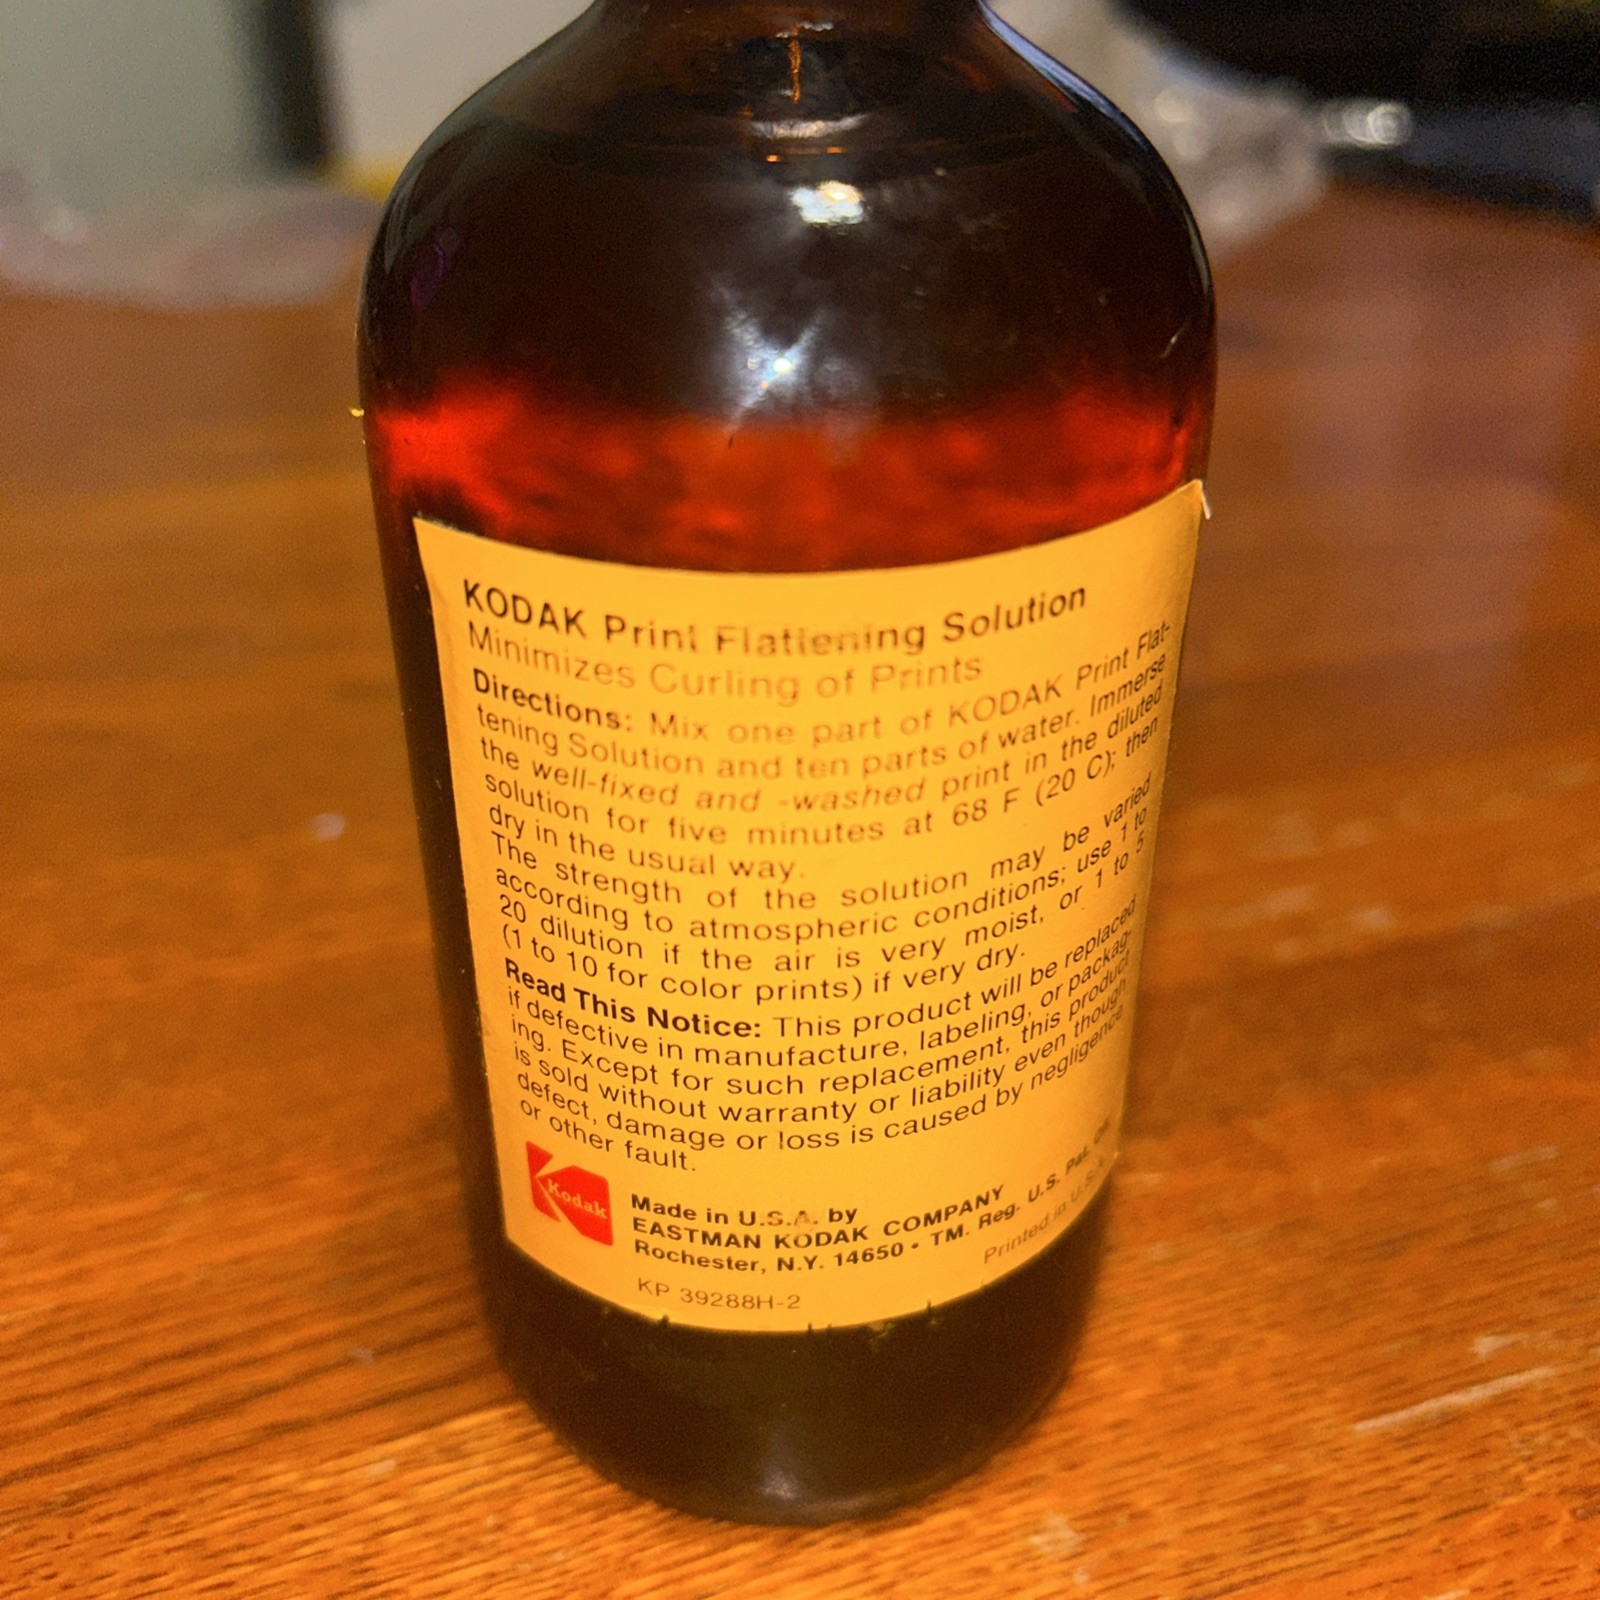 KODAK Print Flattening Solution
Minimizes Curling of Prints
Directions: Mix one part of KODAK Print Flat-
tening Solution and ten parts of water. Immerse
the well-fixed and -washed print in the diluted
solution for five minutes at 68 F (20 C); then
dry in the usual way.
The strength of the solution may be varied
according to atmospheric conditions; use 1 to
20 dilution if the air is very moist, or 1 to 5
(1 to 10 for color prints) if very dry.
Read This Notice: This product will be replaced
if defective in manufacture, labeling, or packag-
ing. Except for such replacement, this product
is sold without warranty or liability even though
defect, damage or loss is caused by negligence
or other fault.
Kodak
Made in U.S.A. by
EASTMAN KODAK COMPANY
Rochester, N.Y. 14650 • TM. Reg. U.S. Pat. Off.
KP 39288H-2
Printed in U.S.A.